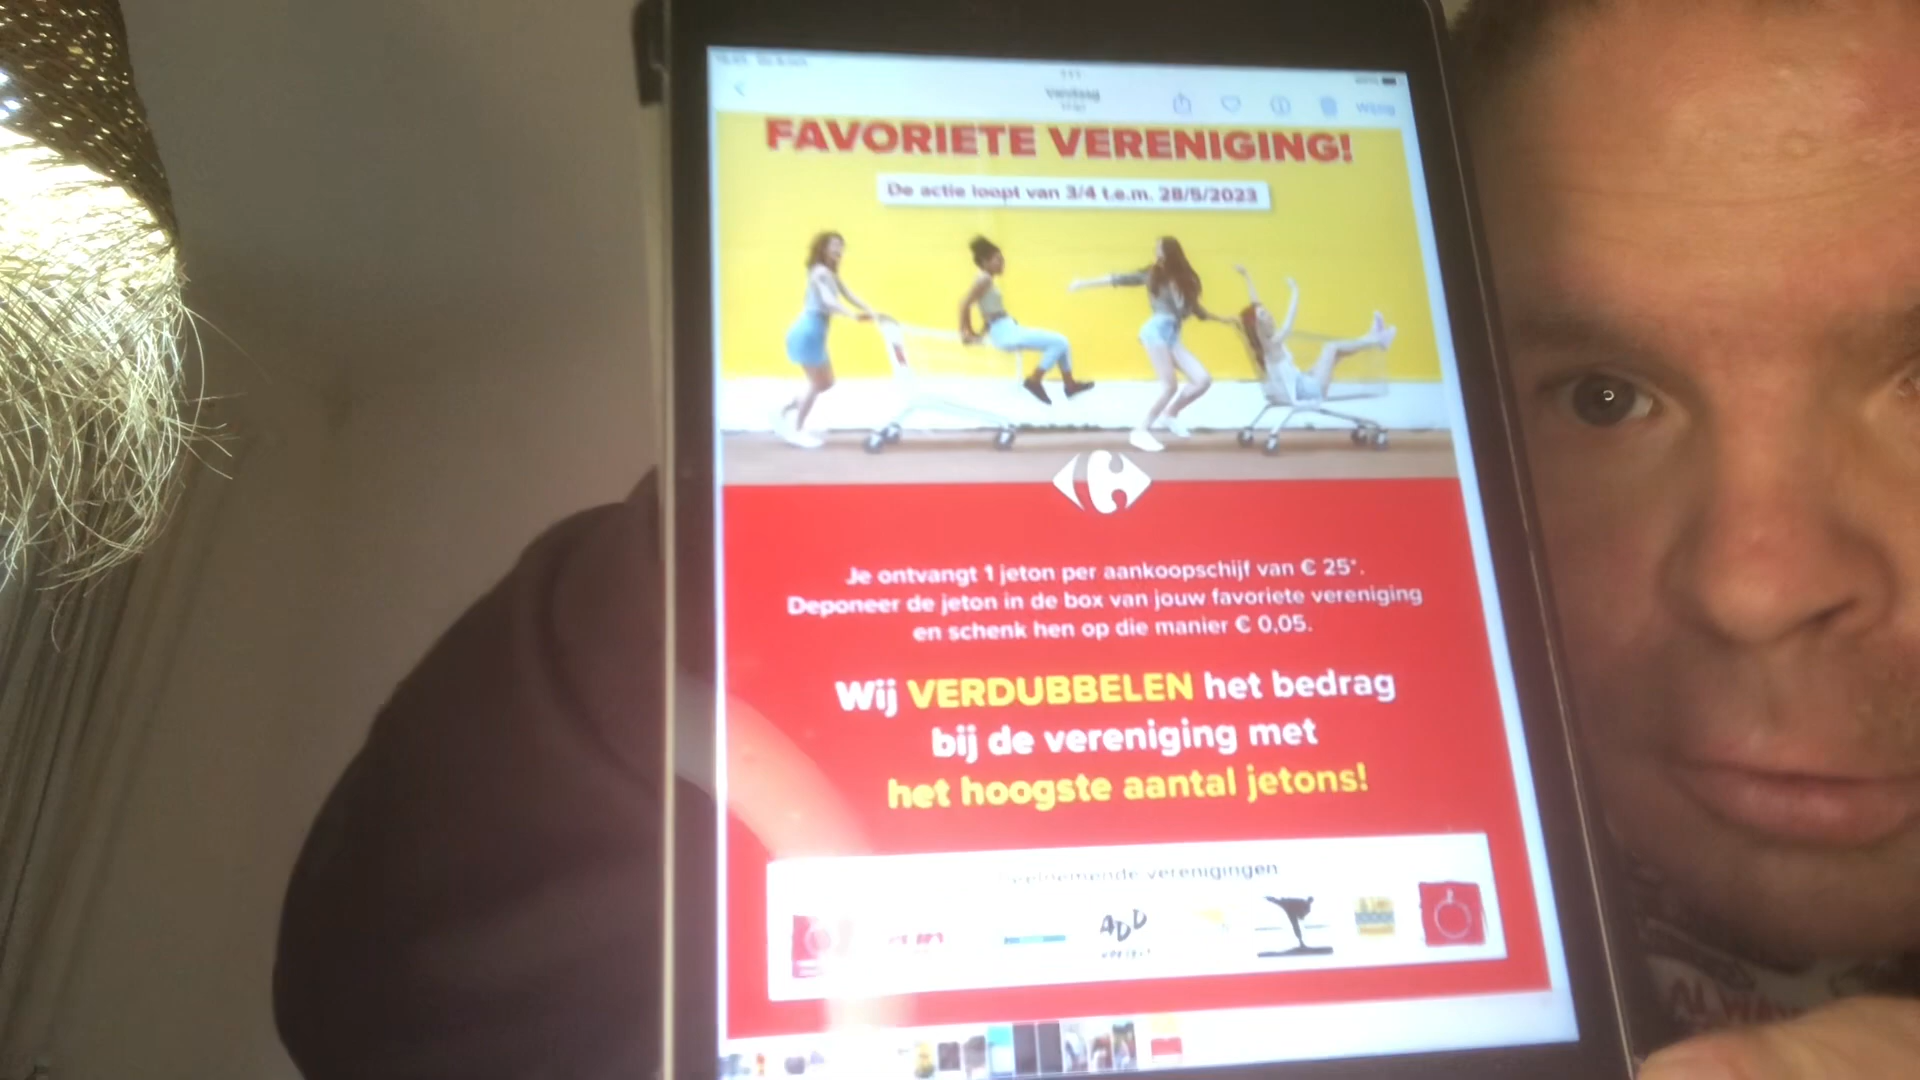 FAVORIETE VERENIGING!
De actie loopt van 3/4 t.e.m. 28/5/2023
Je ontvangt 1 jeton per aankoopschijf van € 25*.
Deponeer de jeton in de box van jouw favoriete vereniging
en schenk hen op die manier € 0,05.
Wij VERDUBBELEN het bedrag
bij de vereniging met
het hoogste aantal jetons!
Deelnemende verenigingen
ADD